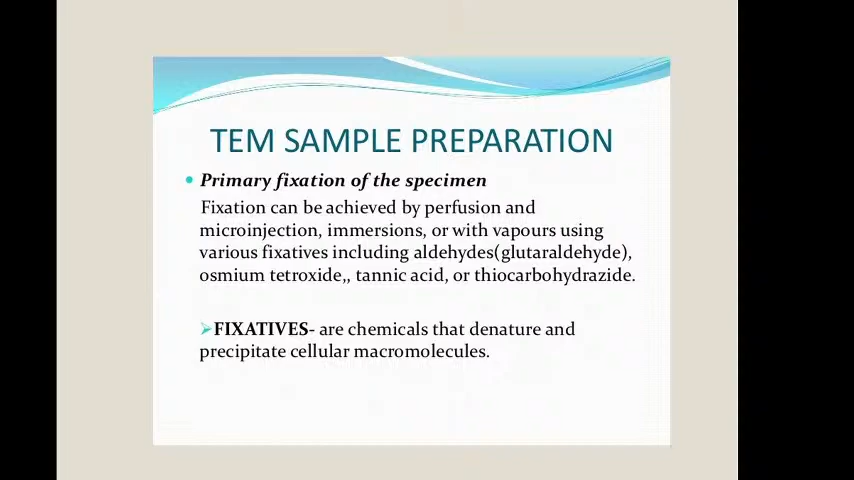 TEM SAMPLE PREPARATION
Primary fixation of the specimen
Fixation can be achieved by perfusion and
microinjection, immersions, or with vapours using
various fixatives including aldehydes(glutaraldehyde),
osmium tetroxide,, tannic acid, or thiocarbohydrazide.
FIXATIVES- are chemicals that denature and
precipitate cellular macromolecules.